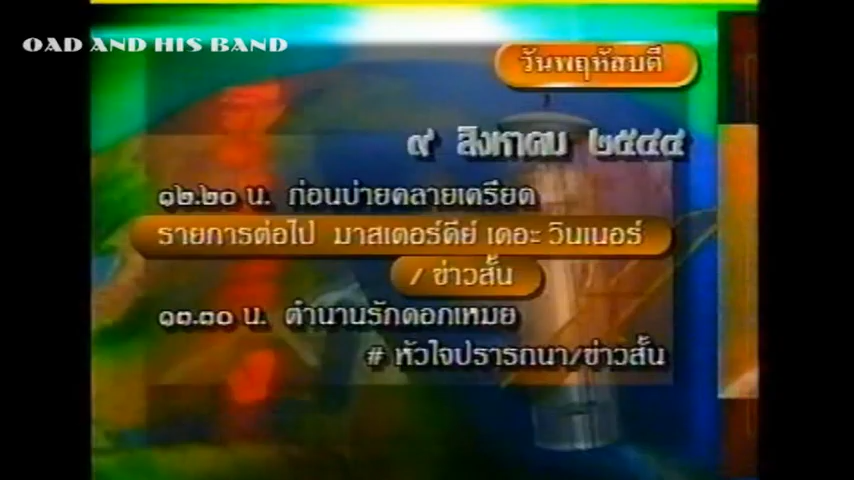 OAD AND HIS BAND
วันพฤหัสบดี
๙ สิงหาคม ๒๕๔๔
๑๒.๒๐ น. ก่อนบ่ายคลายเครียด
รายการต่อไป มาสเตอร์คีย์ เดอะ วินเนอร์
/ ข่าวสั้น
๑๓.๓๐ น. ตำนานรักดอกเหมย
# หัวใจปรารถนา/ข่าวสั้น